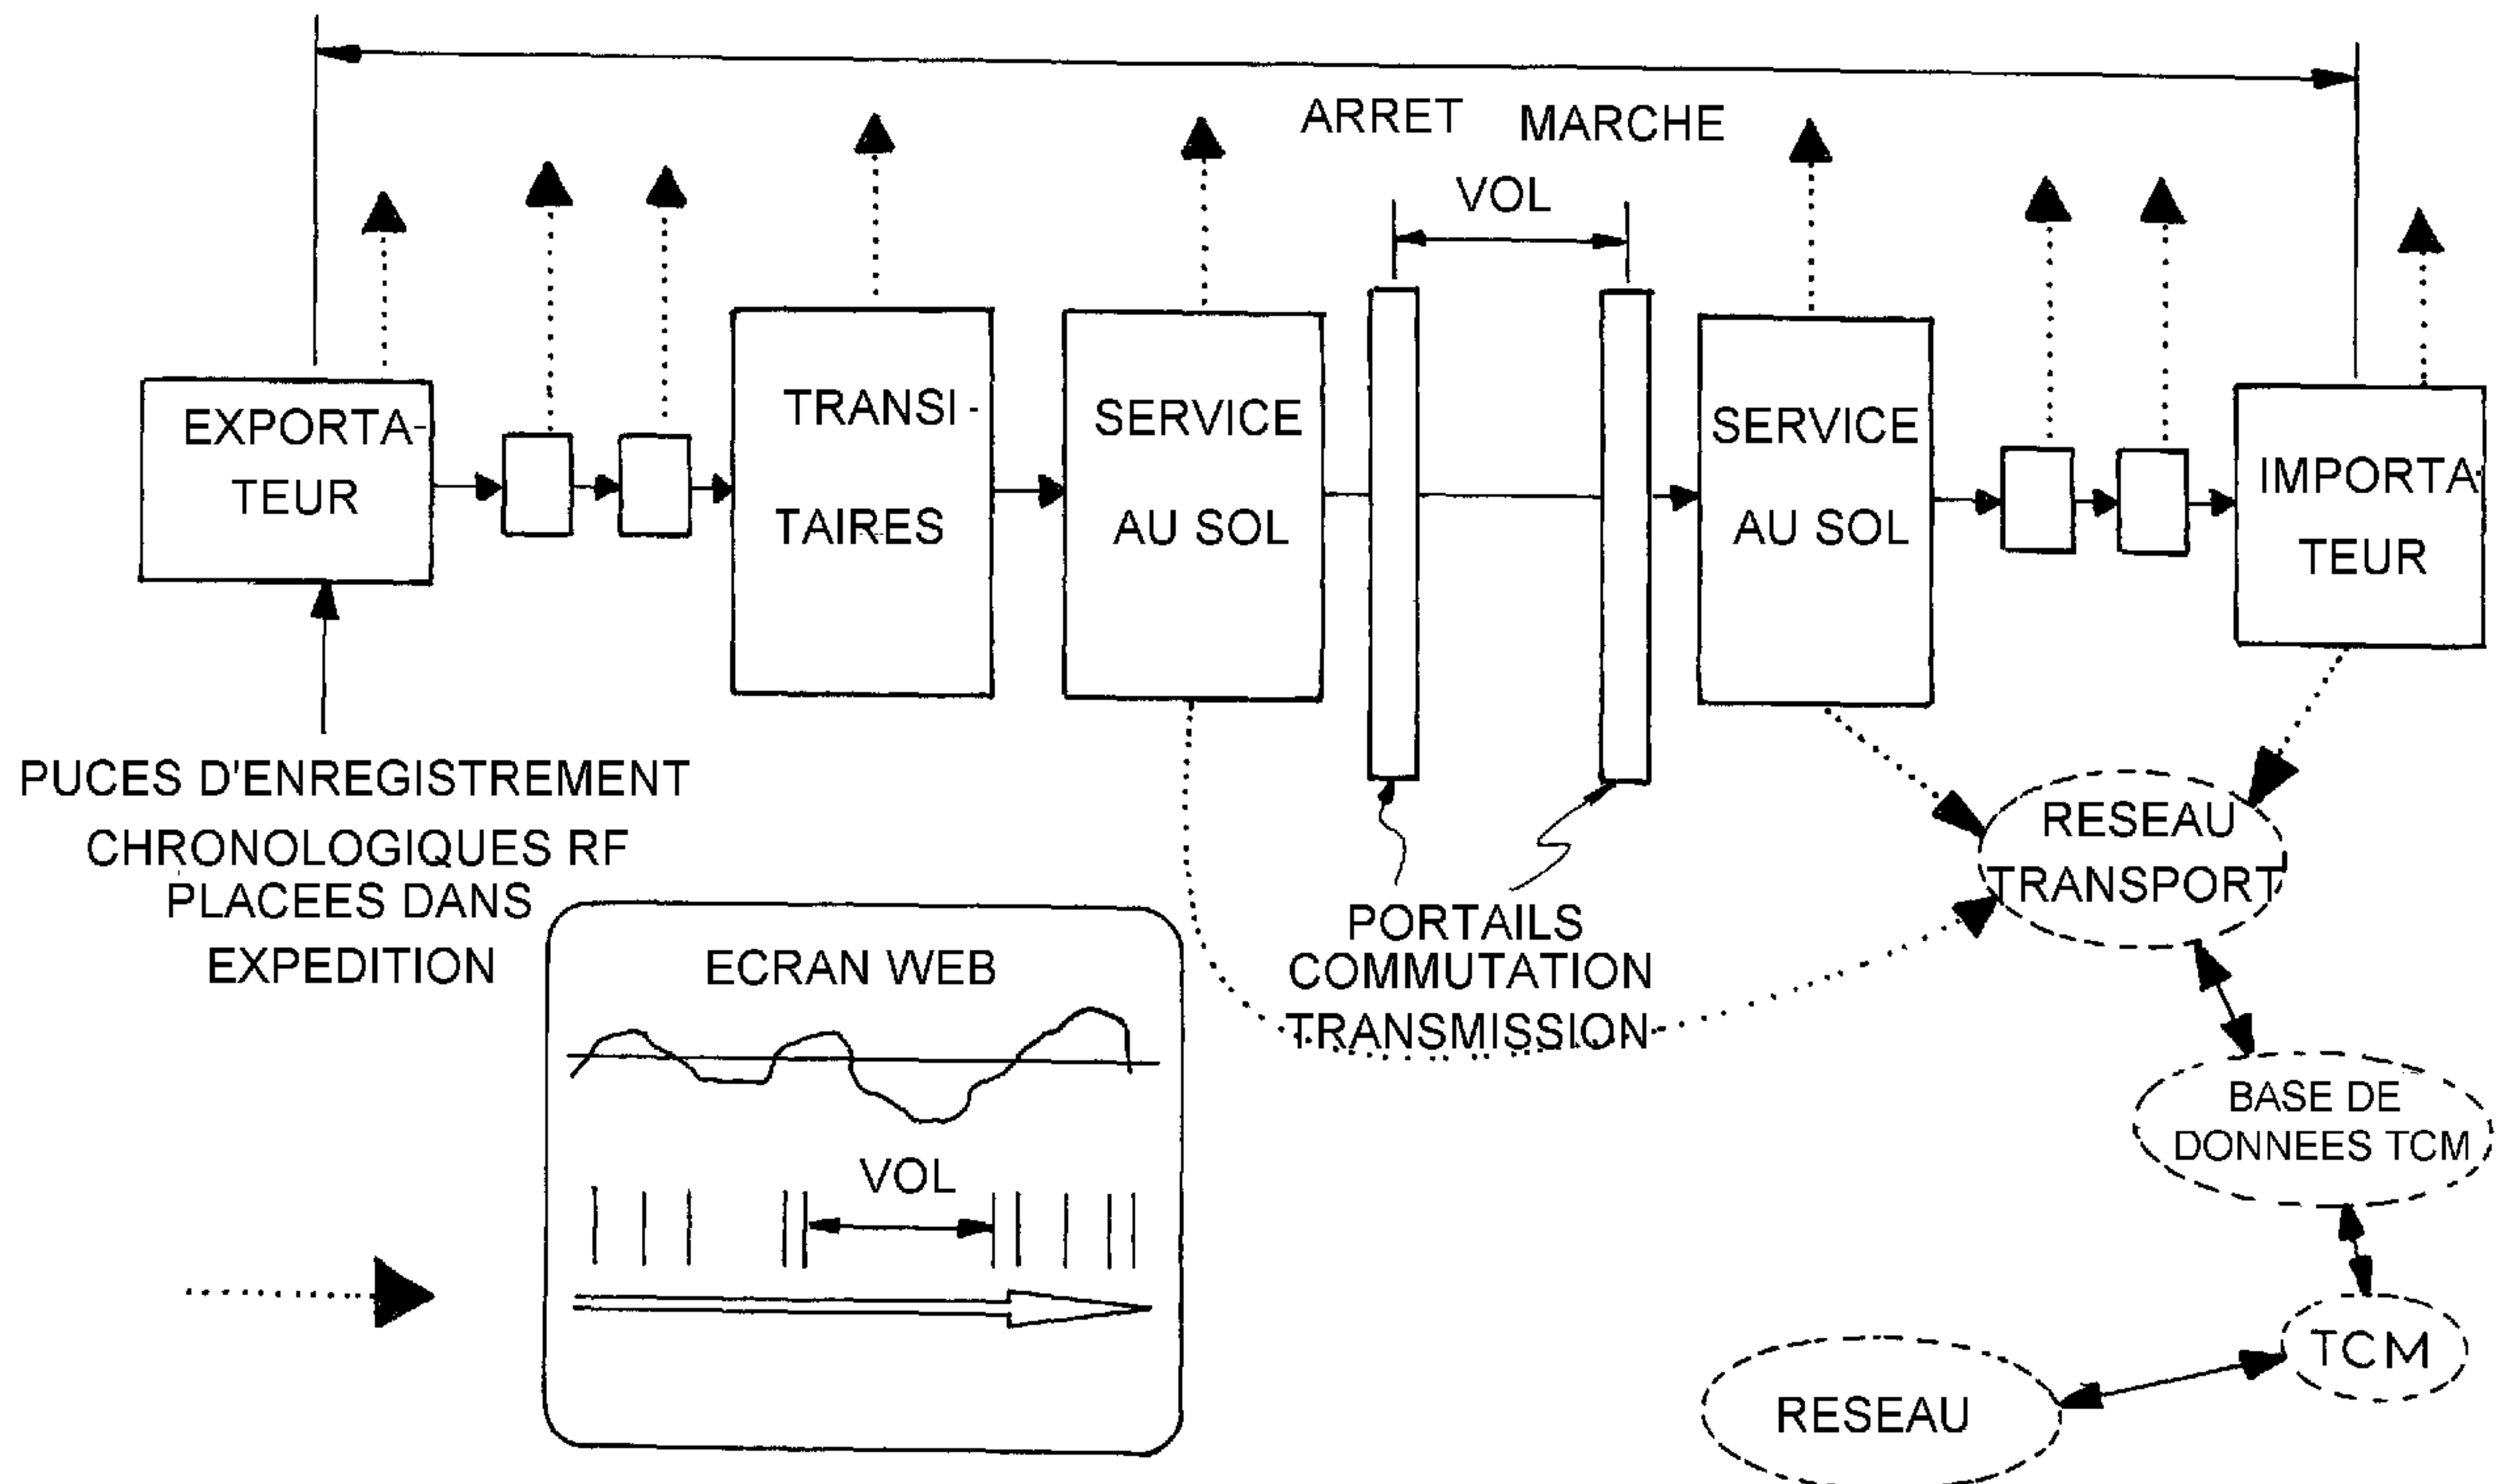 ARRET MARCHE
VOL
EXPORTA-
TEUR
TRANSI-
TAIRES
SERVICE
AU SOL
SERVICE
AU SOL
IMPORTA-
TEUR
PUCES D'ENREGISTREMENT
CHRONOLOGIQUES RF
PLACEES DANS
EXPEDITION
PORTAILS
COMMUTATION
TRANSMISSION
RESEAU
TRANSPORT
ECRAN WEB
VOL
BASE DE
DONNEES TCM
TCM
RESEAU